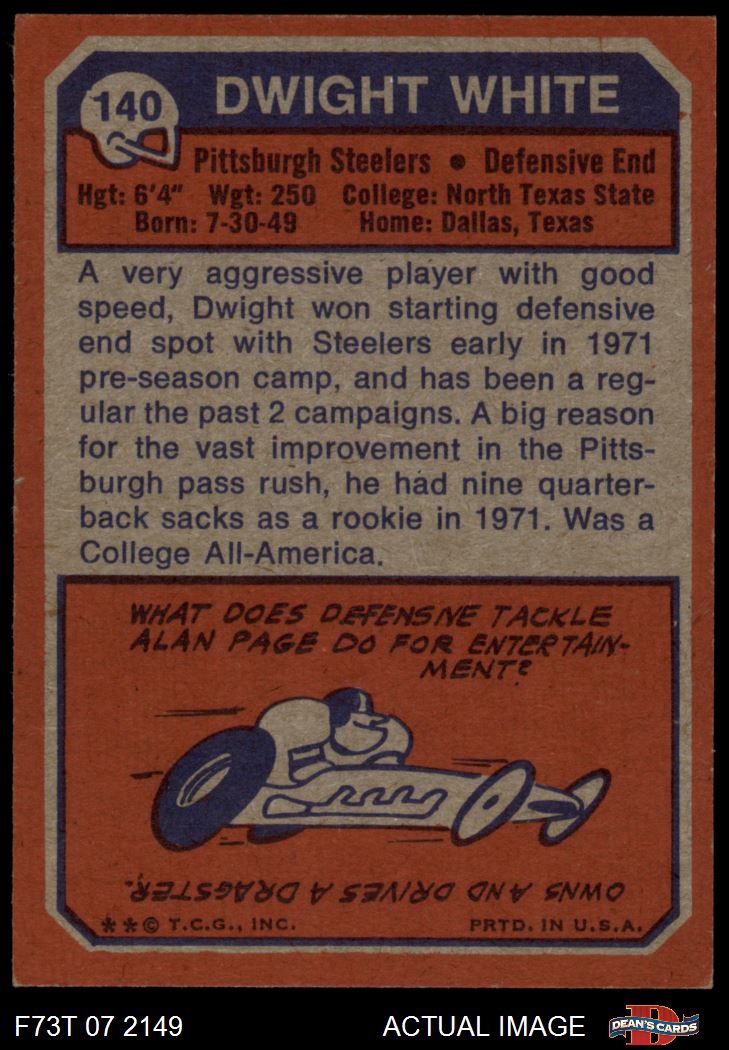 140
DWIGHT WHITE
Pittsburgh Steelers • Defensive End
Hgt: 6'4" Wgt: 250 College: North Texas State
Born: 7-30-49 Home: Dallas, Texas
A very aggressive player with good
speed, Dwight won starting defensive
end spot with Steelers early in 1971
pre-season camp, and has been a reg-
ular the past 2 campaigns. A big reason
for the vast improvement in the Pitts-
burgh pass rush, he had nine quarter-
back sacks as a rookie in 1971. Was a
College All-America.
WHAT DOES DEFENSIVE TACKLE
ALAN PAGE DO FOR ENTERTAIN-
MENT?
OWNS AND DRIVES A DRAGSTER.
**© T.C.G., INC. PRTD. IN U.S.A.
F73T 07 2149 ACTUAL IMAGE D DEAN'S CARDS